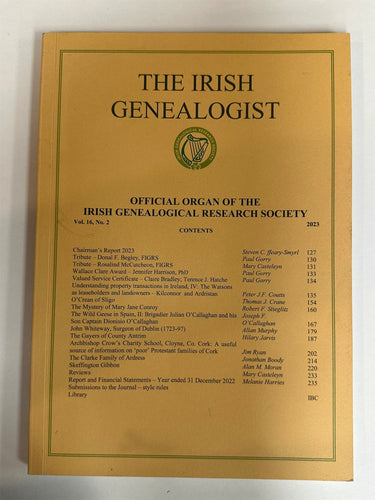 THE IRISH
GENEALOGIST
OFFICIAL ORGAN OF THE
IRISH GENEALOGICAL RESEARCH SOCIETY
Vol. 16, No. 2 2023
CONTENTS
Chairman's Report 2023 Steven C. ffeary-Smyrl 127
Tribute – Donal F. Begley, FIGRS Paul Gorry 130
Tribute – Rosalind McCutcheon, FIGRS Mary Casteleyn 131
Wallace Clare Award – Jennifer Harrison, PhD Paul Gorry 133
Valued Service Certificate – Claire Bradley; Terence J. Hatche Paul Gorry 134
Understanding property transactions in Ireland, IV: The Watsons
as leaseholders and landowners – Kilconnor and Ardristan Peter J.F. Coutts 135
O'Crean of Sligo Thomas J. Crane 154
The Mystery of Mary Jane Conroy Robert F. Stieglitz 160
The Wild Geese in Spain, II: Brigadier Julian O'Callaghan and his Joseph F.
Son Captain Dionisio O'Callaghan O'Callaghan 167
John Whiteway, Surgeon of Dublin (1723-97) Allan Murphy 179
The Gayers of County Antrim Hilary Jarvis 187
Archbishop Crow's Charity School, Cloyne, Co. Cork: A useful
source of information on 'poor' Protestant families of Cork Jim Ryan 202
The Clarke Family of Ardress Jonathan Boody 214
Skeffington Gibbon Alan M. Moran 220
Reviews Mary Casteleyn 233
Report and Financial Statements – Year ended 31 December 2022 Melanie Harries 235
Submissions to the Journal – style rules
Library IBC